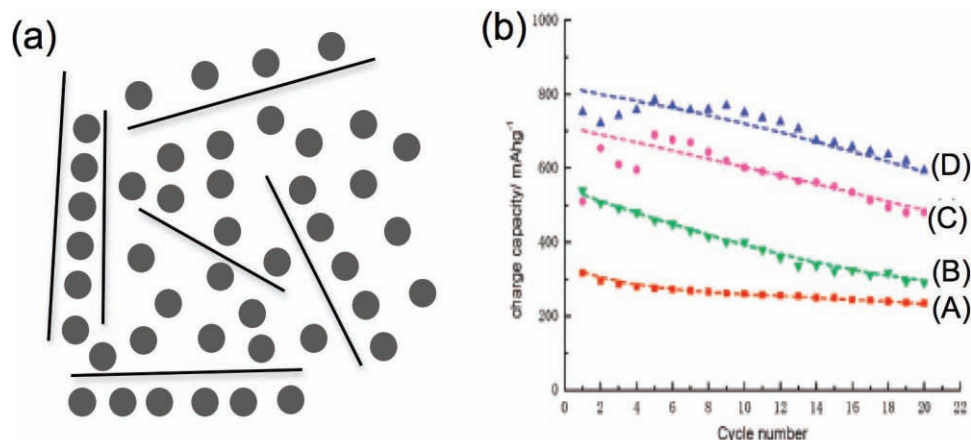 (a)
(b)
1000
800
600
400
200
0
charge capacity/ mAhg⁻¹
(D)
(C)
(B)
(A)
0 2 4 6 8 10 12 14 16 18 20 22
Cycle number